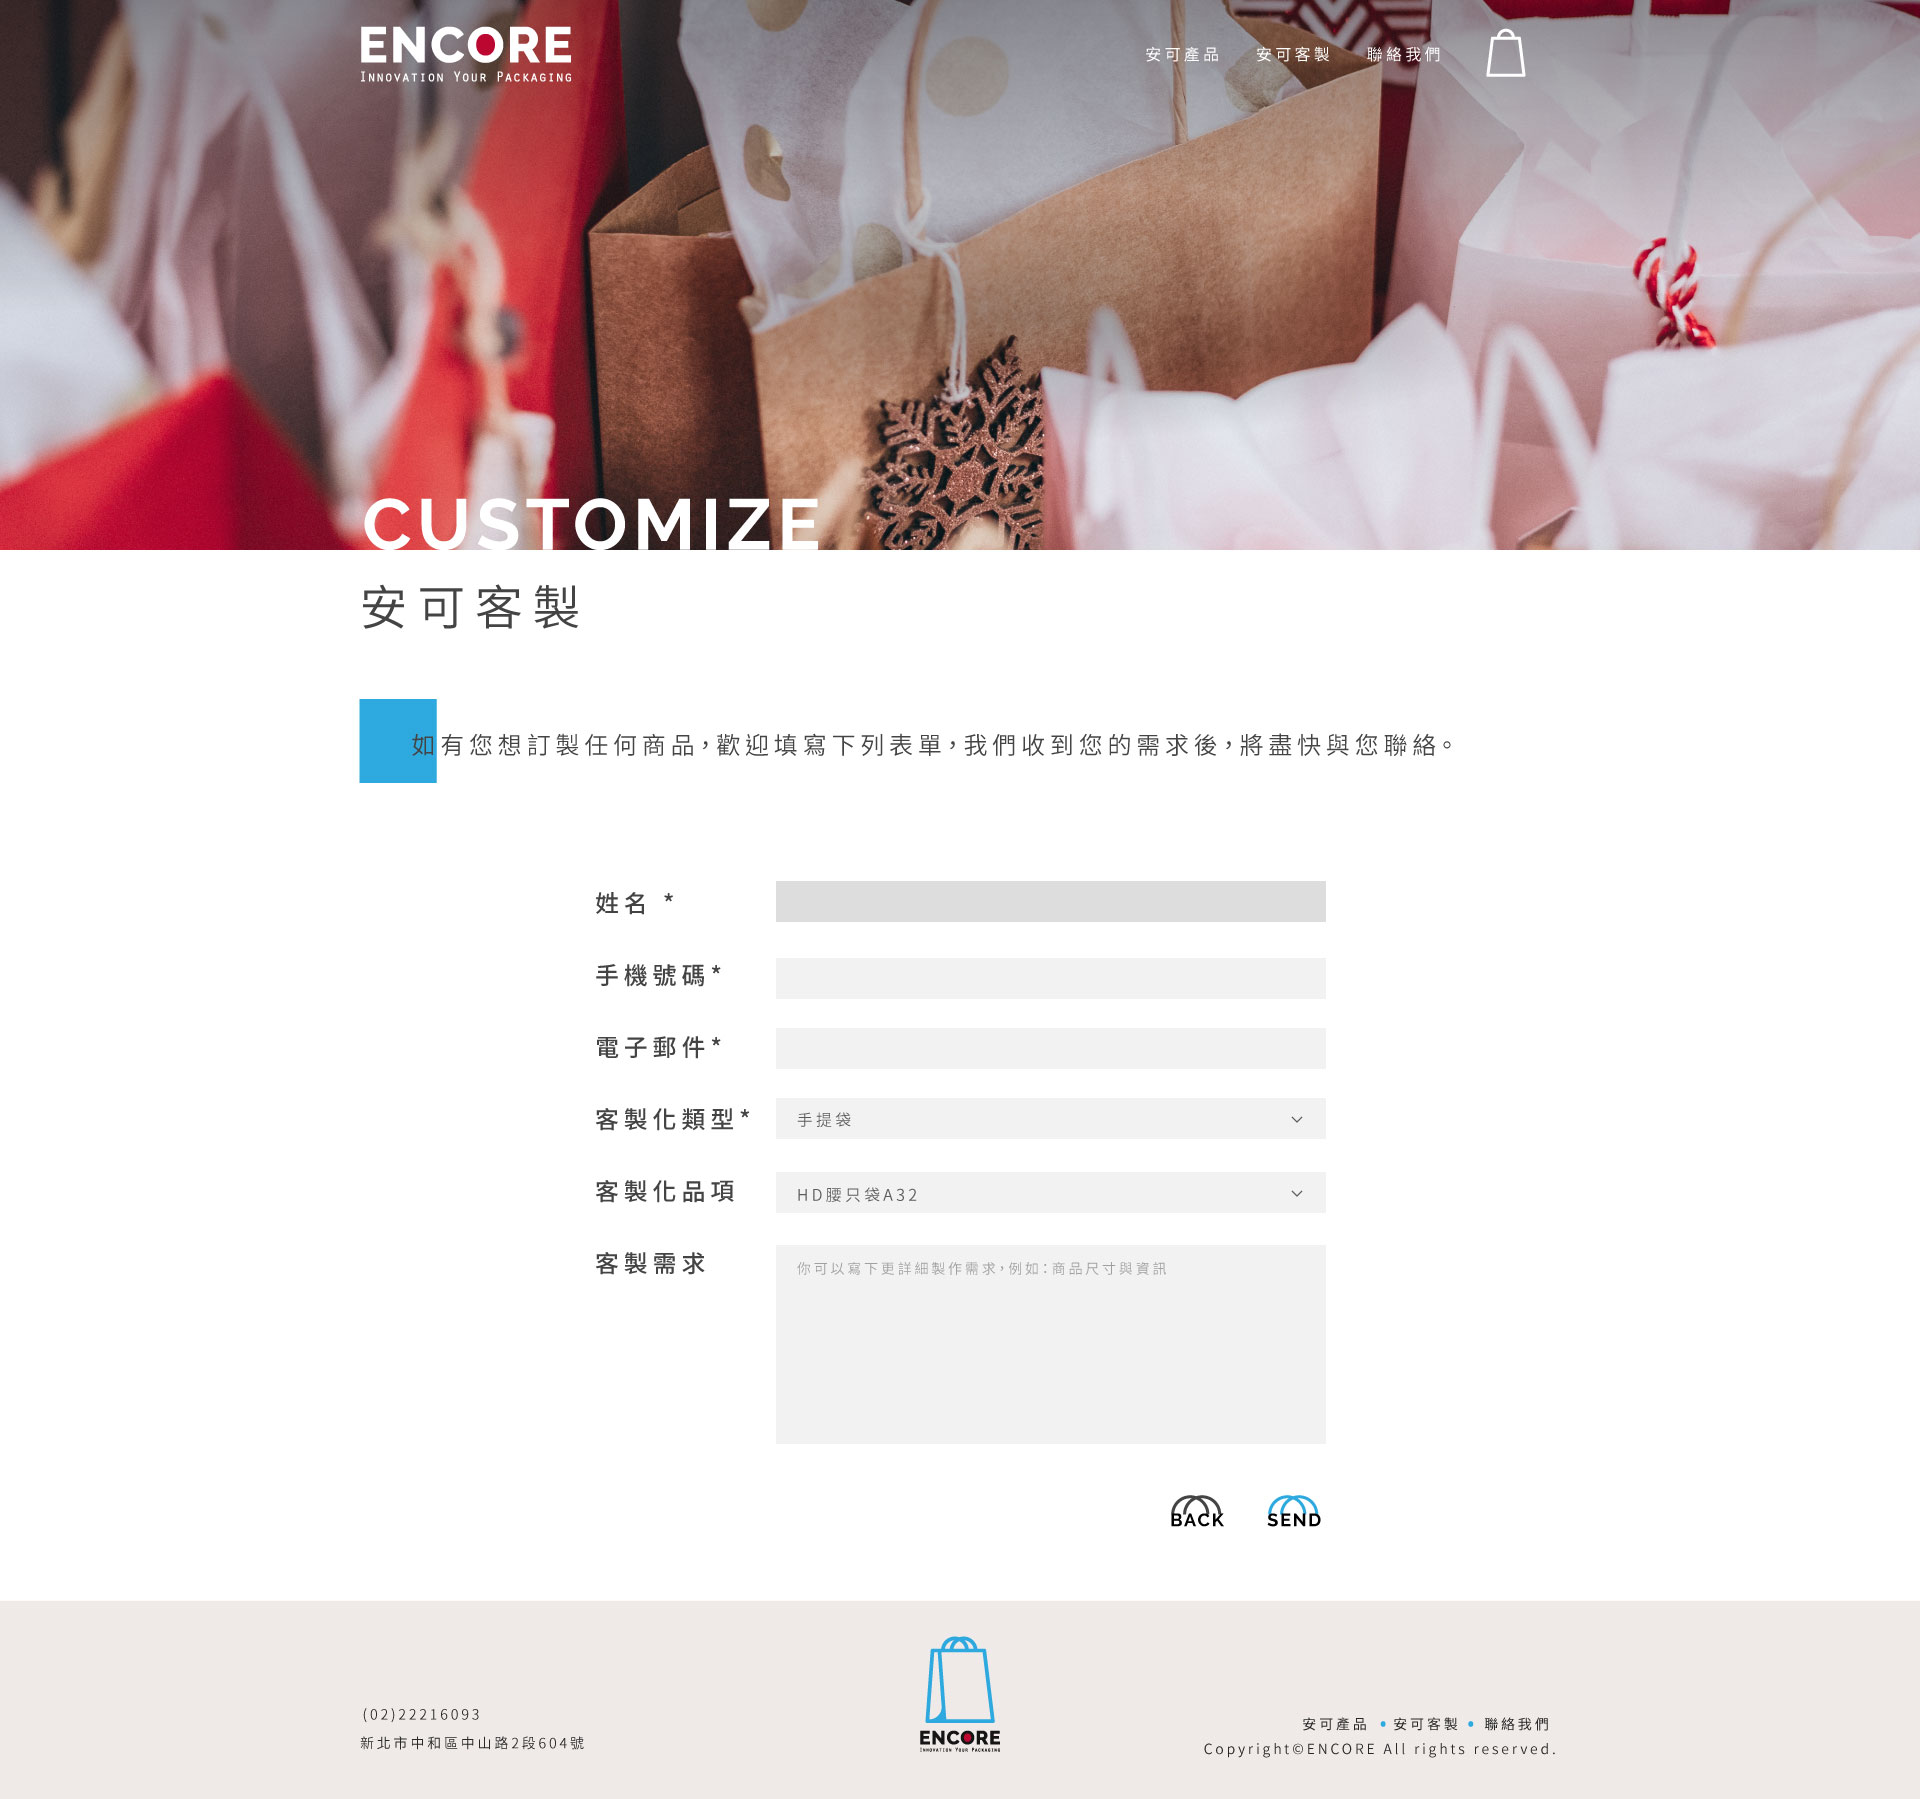 ENCORE
INNOVATION YOUR PACKAGING
安可產品 安可客製 聯絡我們
CUSTOMIZE
安可客製
如有您想訂製任何商品，歡迎填寫下列表單，我們收到您的需求後，將盡快與您聯絡。
姓名 *
手機號碼*
電子郵件*
客製化類型* 手提袋
客製化品項 HD腰只袋A32
客製需求 你可以寫下更詳細製作需求，例如：商品尺寸與資訊
BACK SEND
(02)22216093
新北市中和區中山路2段604號
ENCORE
INNOVATION YOUR PACKAGING
安可產品 • 安可客製 • 聯絡我們
Copyright©ENCORE All rights reserved.